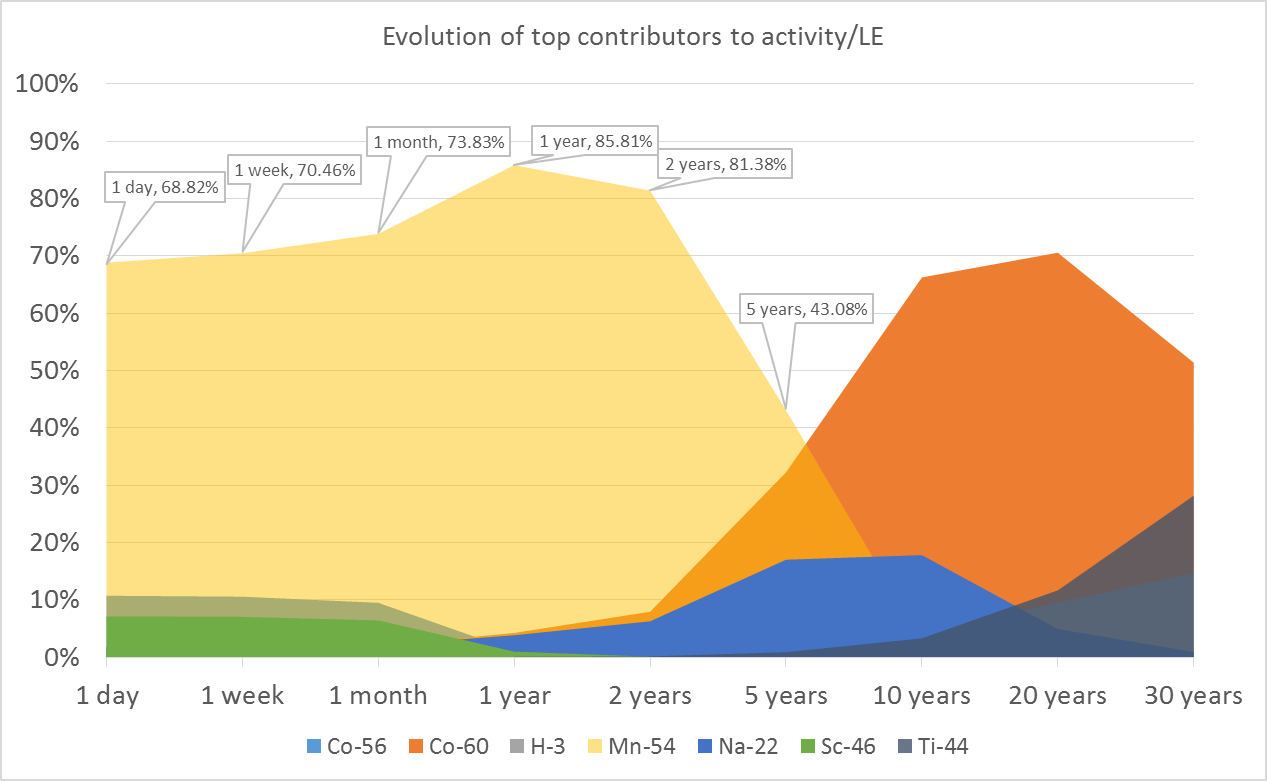 Evolution of top contributors to activity/LE
100%
90%
80%
70%
60%
50%
40%
30%
20%
10%
0%
1 day, 68.82%
1 week, 70.46%
1 month, 73.83%
1 year, 85.81%
2 years, 81.38%
5 years, 43.08%
1 day 1 week 1 month 1 year 2 years 5 years 10 years 20 years 30 years
Co-56 Co-60 H-3 Mn-54 Na-22 Sc-46 Ti-44